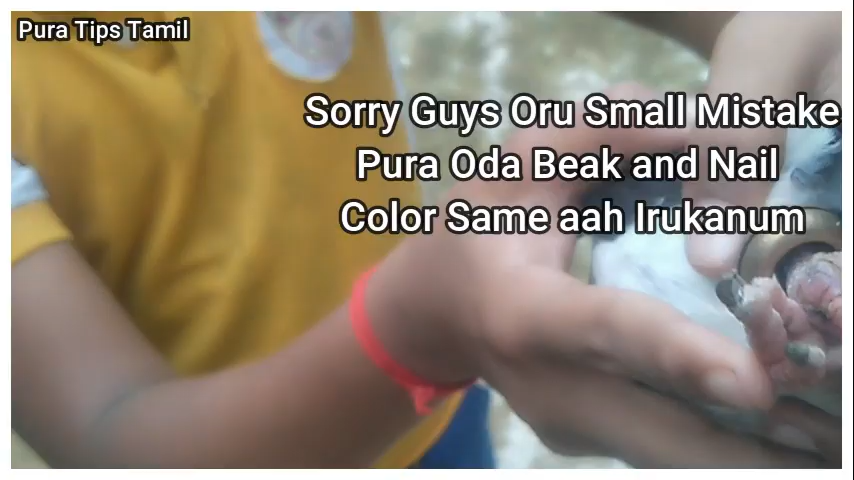 Pura Tips Tamil
Sorry Guys Oru Small Mistake
Pura Oda Beak and Nail
Color Same aah Irukanum